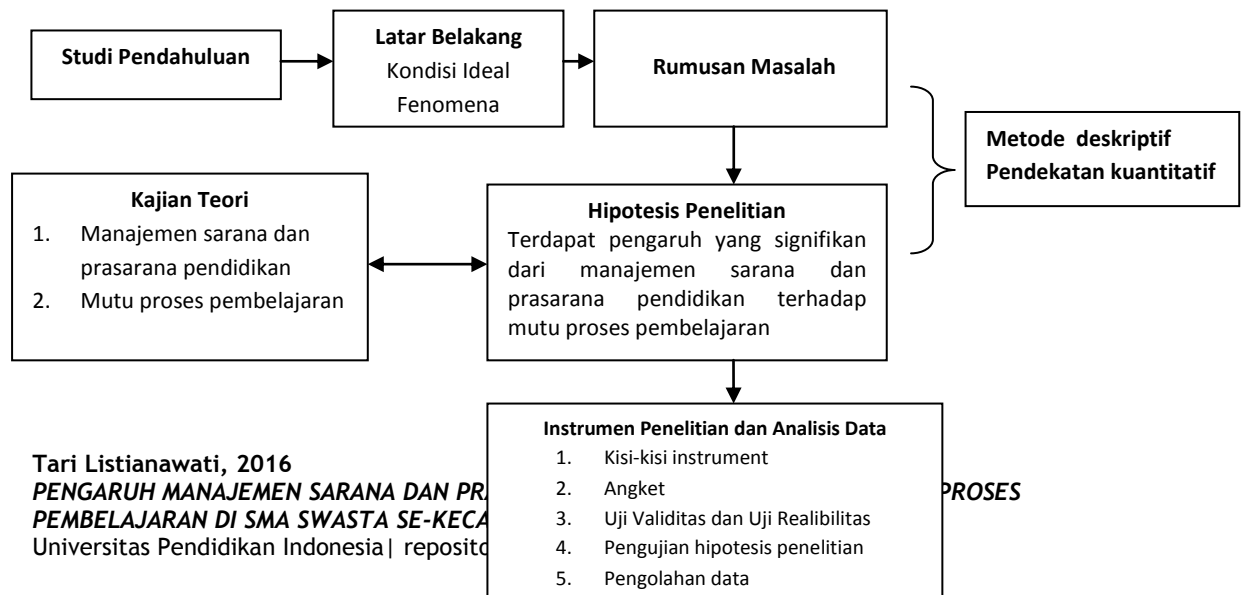 Studi Pendahuluan
Latar Belakang
Kondisi Ideal
Fenomena
Rumusan Masalah
Metode deskriptif
Pendekatan kuantitatif
Kajian Teori
1. Manajemen sarana dan
prasarana pendidikan
2. Mutu proses pembelajaran
Hipotesis Penelitian
Terdapat pengaruh yang signifikan
dari manajemen sarana dan
prasarana pendidikan terhadap
mutu proses pembelajaran
Instrumen Penelitian dan Analisis Data
1. Kisi-kisi instrument
2. Angket
3. Uji Validitas dan Uji Realibilitas
4. Pengujian hipotesis penelitian
5. Pengolahan data
Tari Listianawati, 2016
PENGARUH MANAJEMEN SARANA DAN PROSES
PEMBELAJARAN DI SMA SWASTA
Universitas Pendidikan Indonesia|